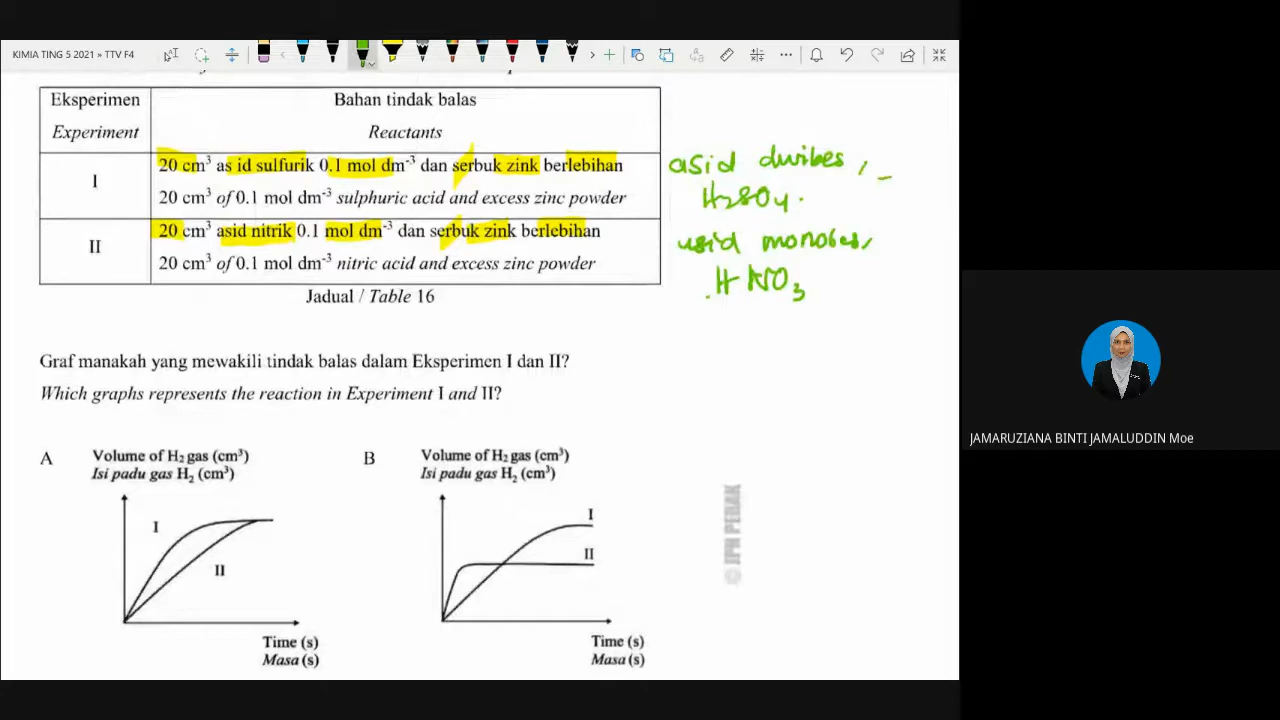 KIMIA TING 5 2021 » TTV F4
Eksperimen
Experiment
Bahan tindak balas
Reactants
I
20 cm³ as id sulfurik 0.1 mol dm⁻³ dan serbuk zink berlebihan
20 cm³ of 0.1 mol dm⁻³ sulphuric acid and excess zinc powder
II
20 cm³ asid nitrik 0.1 mol dm⁻³ dan serbuk zink berlebihan
20 cm³ of 0.1 mol dm⁻³ nitric acid and excess zinc powder
Jadual / Table 16
asid dwibes,
H₂SO₄.
asid monobes,
HNO₃
Graf manakah yang mewakili tindak balas dalam Eksperimen I dan II?
Which graphs represents the reaction in Experiment I and II?
A
Volume of H₂ gas (cm³)
Isi padu gas H₂ (cm³)
I
II
Time (s)
Masa (s)
B
Volume of H₂ gas (cm³)
Isi padu gas H₂ (cm³)
I
II
Time (s)
Masa (s)
© JPN PERAK
JAMARUZIANA BINTI JAMALUDDIN Moe